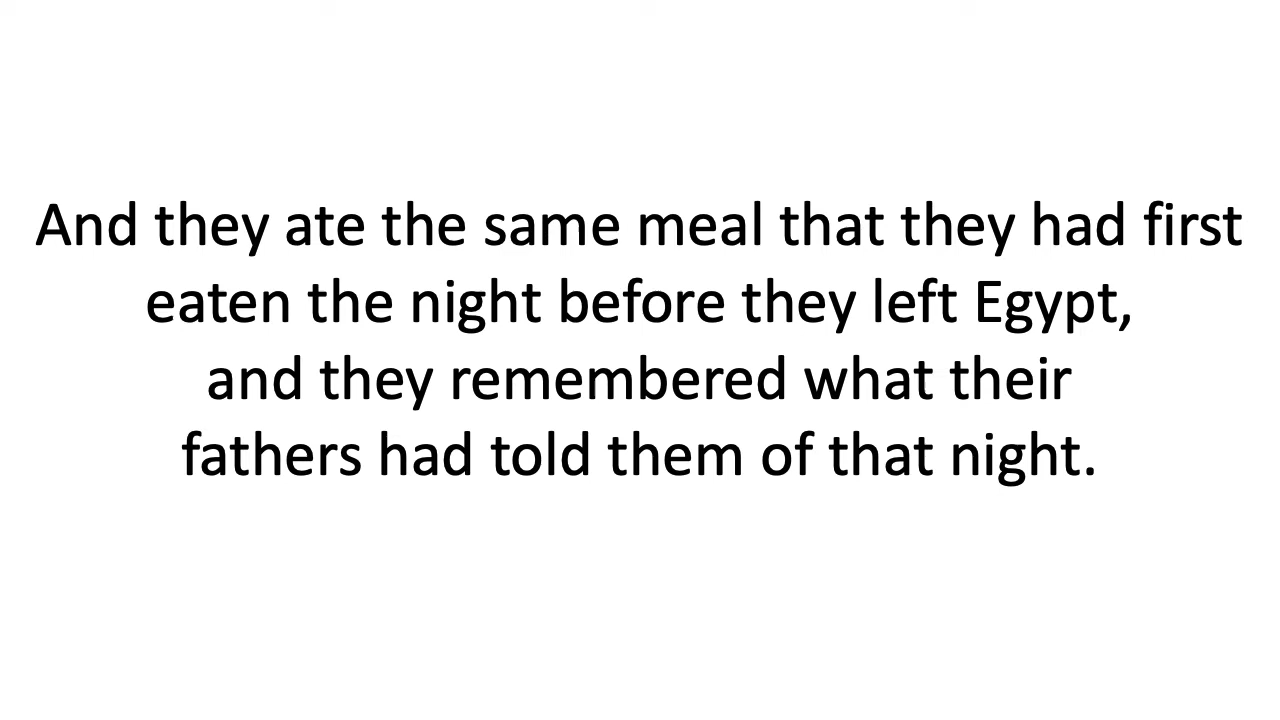 And they ate the same meal that they had first
eaten the night before they left Egypt,
and they remembered what their
fathers had told them of that night.